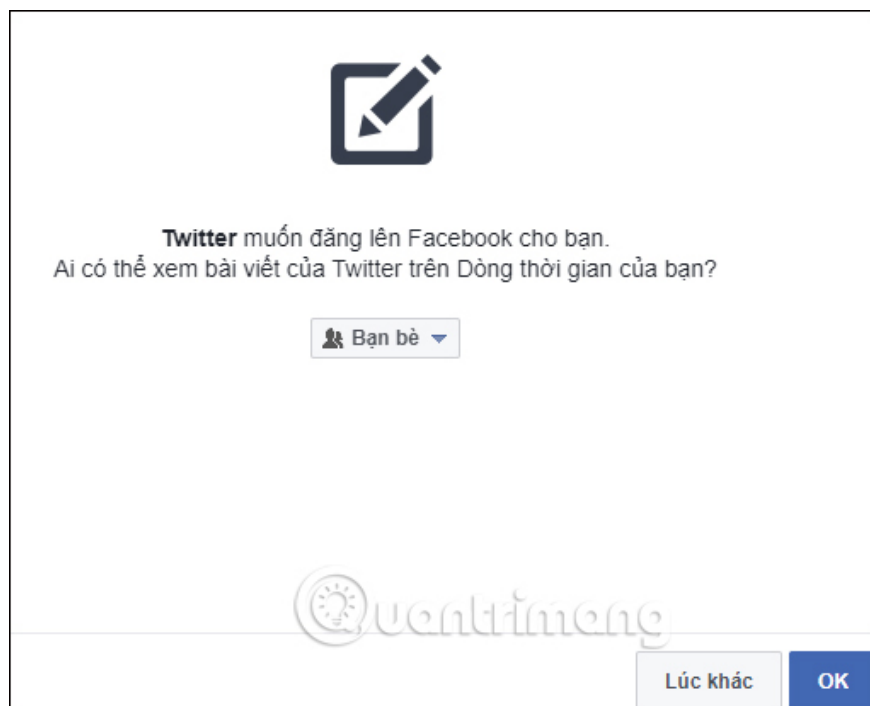 Twitter muốn đăng lên Facebook cho bạn.
Ai có thể xem bài viết của Twitter trên Dòng thời gian của bạn?
Bạn bè
Quantrimang
Lúc khác OK